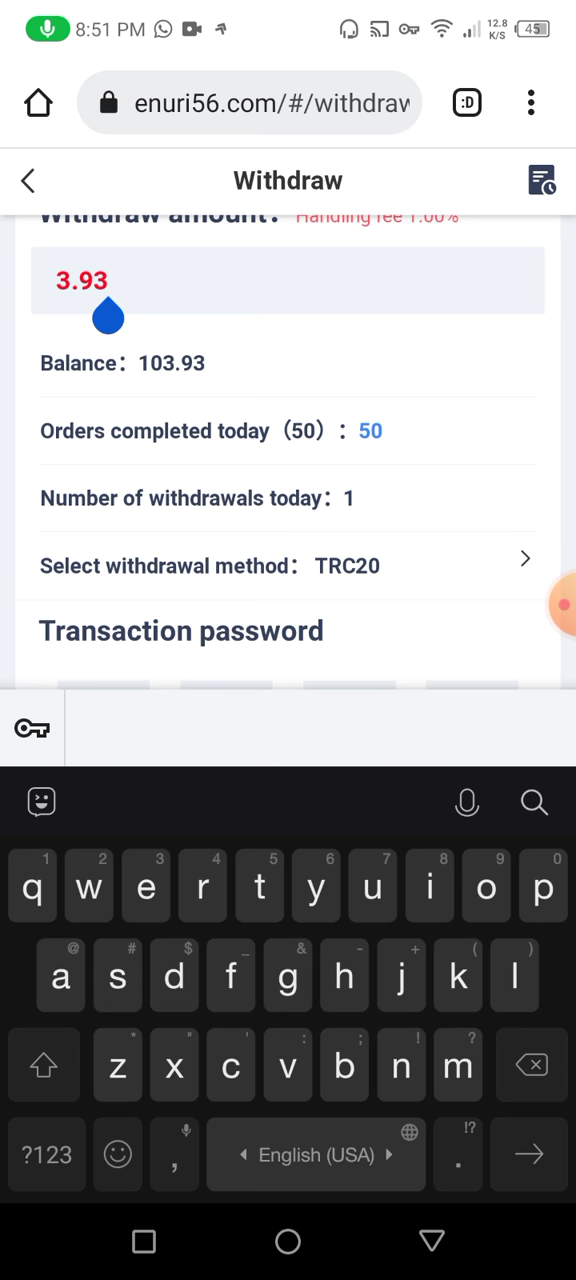 8:51 PM 12.8 K/S 45
enuri56.com/#/withdraw
Withdraw
Withdraw amount： Handling fee 1.00%
3.93
Balance：103.93
Orders completed today（50）：50
Number of withdrawals today：1
Select withdrawal method： TRC20
Transaction password
1 2 3 4 5 6 7 8 9 0
q w e r t y u i o p
@ # $ _ & - + ( )
a s d f g h j k l
* " ' : ; ! ?
z x c v b n m
?123 , English (USA) . !?